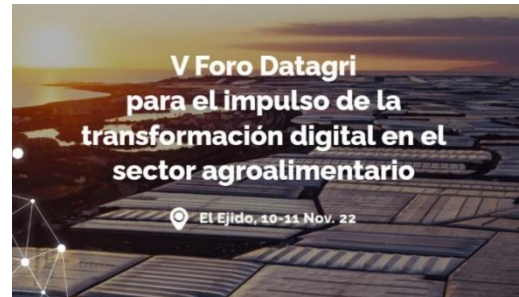 V Foro Datagri
para el impulso de la
transformación digital en el
sector agroalimentario
El Ejido, 10-11 Nov. 22